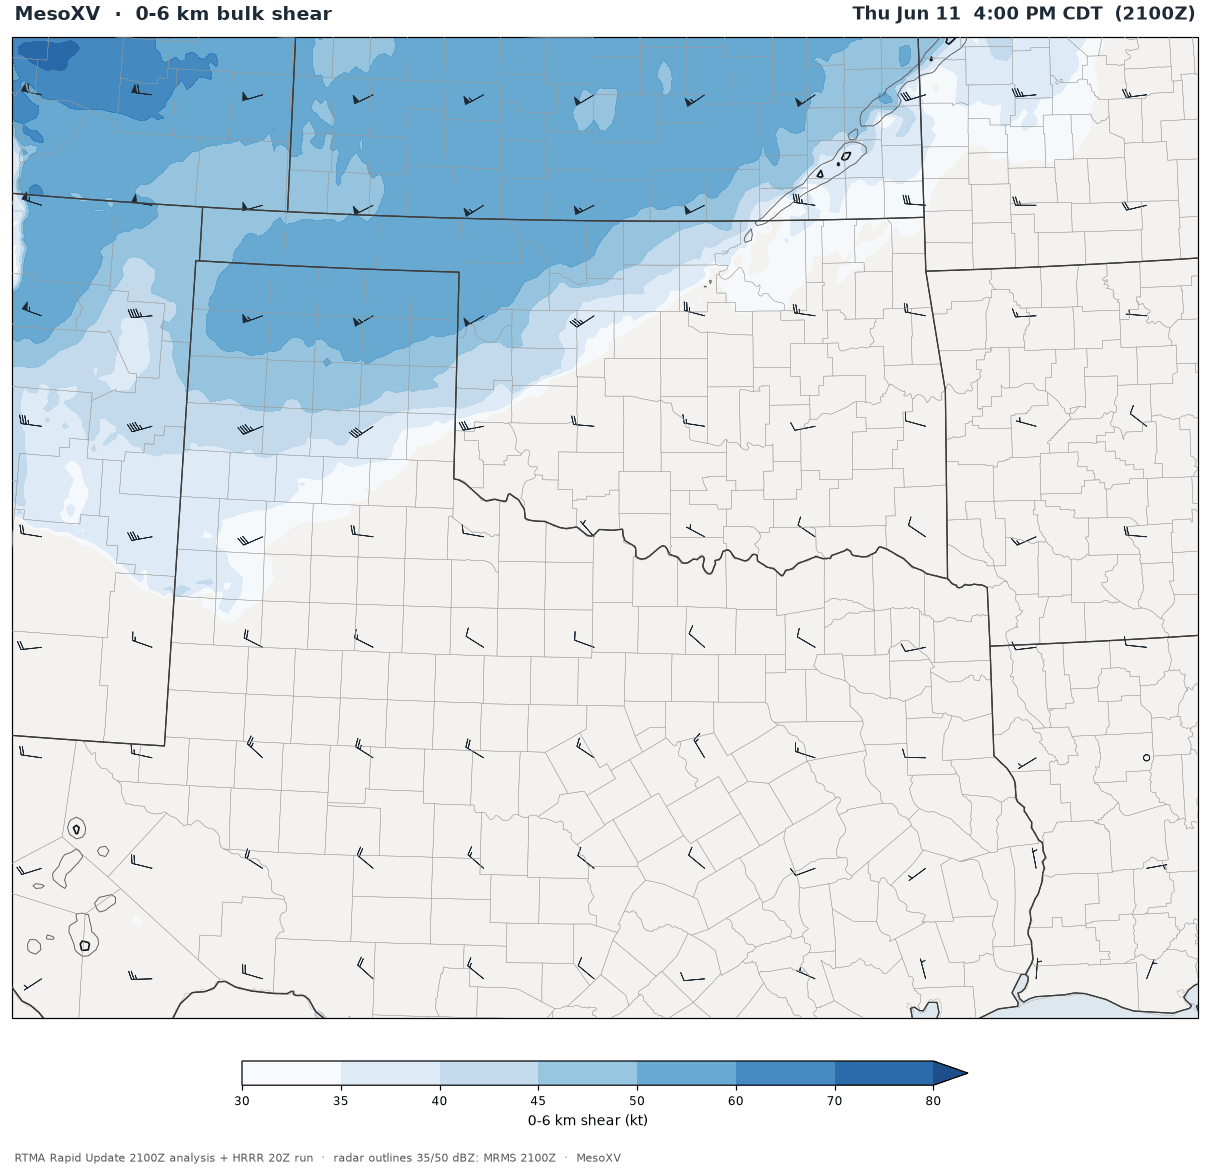 MesoXV · 0-6 km bulk shear
Thu Jun 11 4:00 PM CDT (2100Z)
30 35 40 45 50 60 70 80
0-6 km shear (kt)
RTMA Rapid Update 2100Z analysis + HRRR 20Z run · radar outlines 35/50 dBZ: MRMS 2100Z · MesoXV